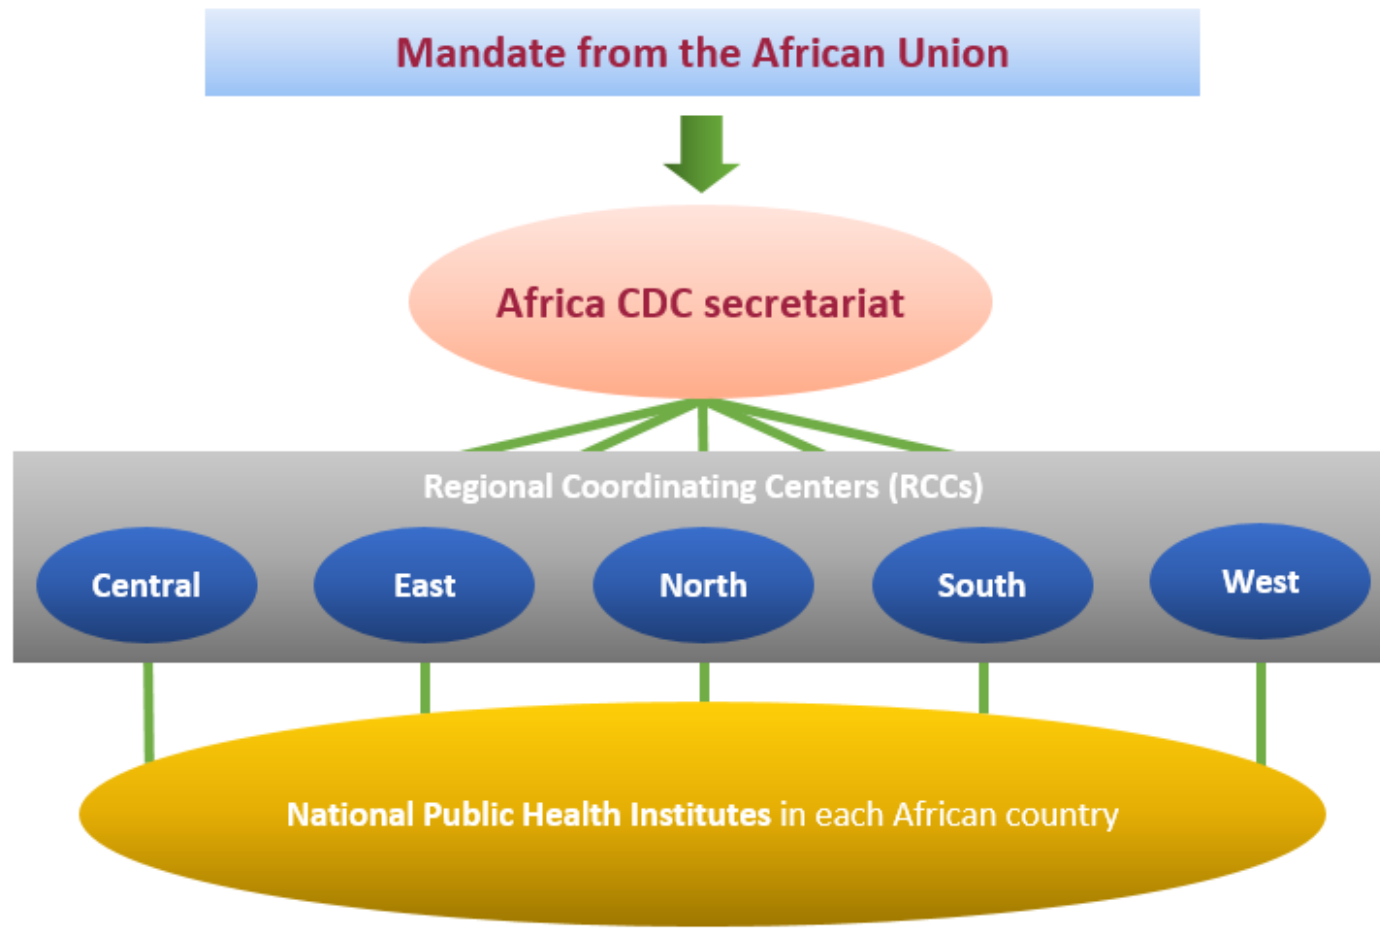 Mandate from the African Union
Africa CDC secretariat
Regional Coordinating Centers (RCCs)
Central
East
North
South
West
National Public Health Institutes in each African country